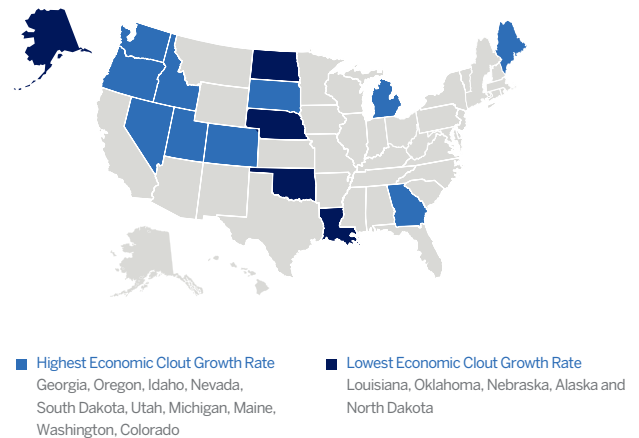 Highest Economic Clout Growth Rate
Georgia, Oregon, Idaho, Nevada,
South Dakota, Utah, Michigan, Maine,
Washington, Colorado
Lowest Economic Clout Growth Rate
Louisiana, Oklahoma, Nebraska, Alaska and
North Dakota